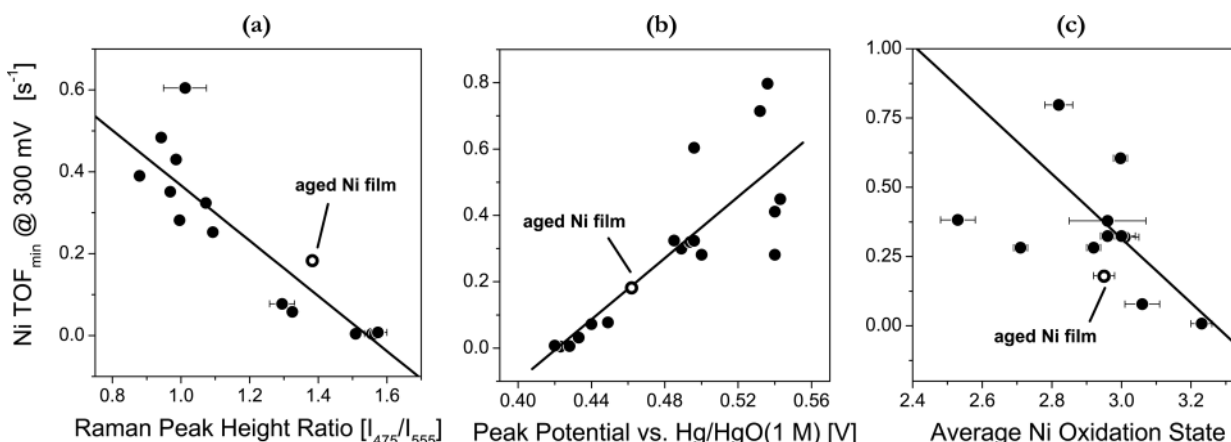 (a)
(b)
(c)
Ni TOFmin @ 300 mV [s-1]
0.6
0.4
0.2
0.0
aged Ni film
0.8 1.0 1.2 1.4 1.6
Raman Peak Height Ratio [I475/I555]
0.8
0.6
0.4
0.2
0.0
aged Ni film
0.40 0.44 0.48 0.52 0.56
Peak Potential vs. Hg/HgO(1 M) [V]
1.00
0.75
0.50
0.25
0.00
aged Ni film
2.4 2.6 2.8 3.0 3.2
Average Ni Oxidation State